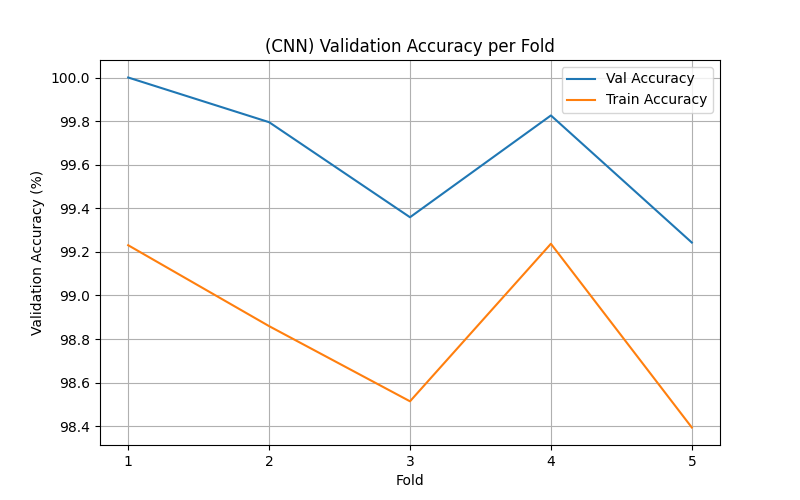 (CNN) Validation Accuracy per Fold
Val Accuracy
Train Accuracy
Validation Accuracy (%)
100.0
99.8
99.6
99.4
99.2
99.0
98.8
98.6
98.4
1 2 3 4 5
Fold